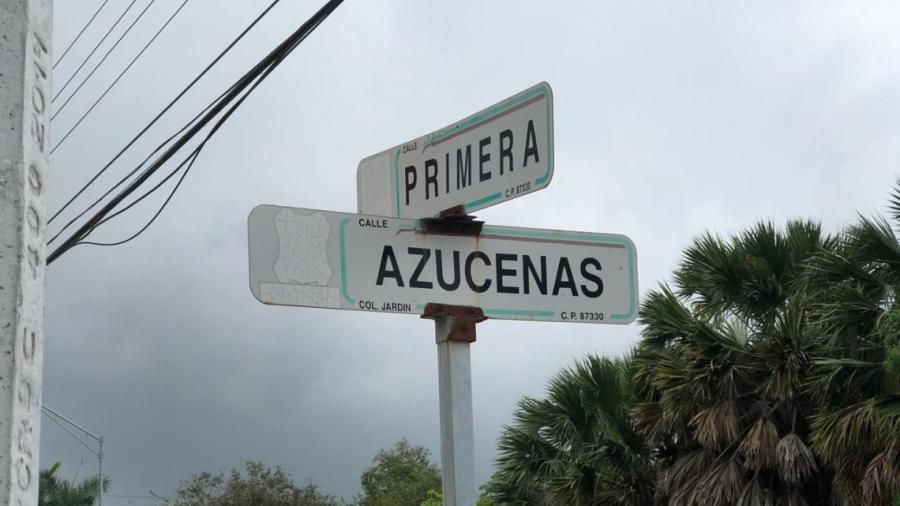 CALLE
PRIMERA
C.P. 87330
CALLE
AZUCENAS
COL. JARDIN
C.P. 87330